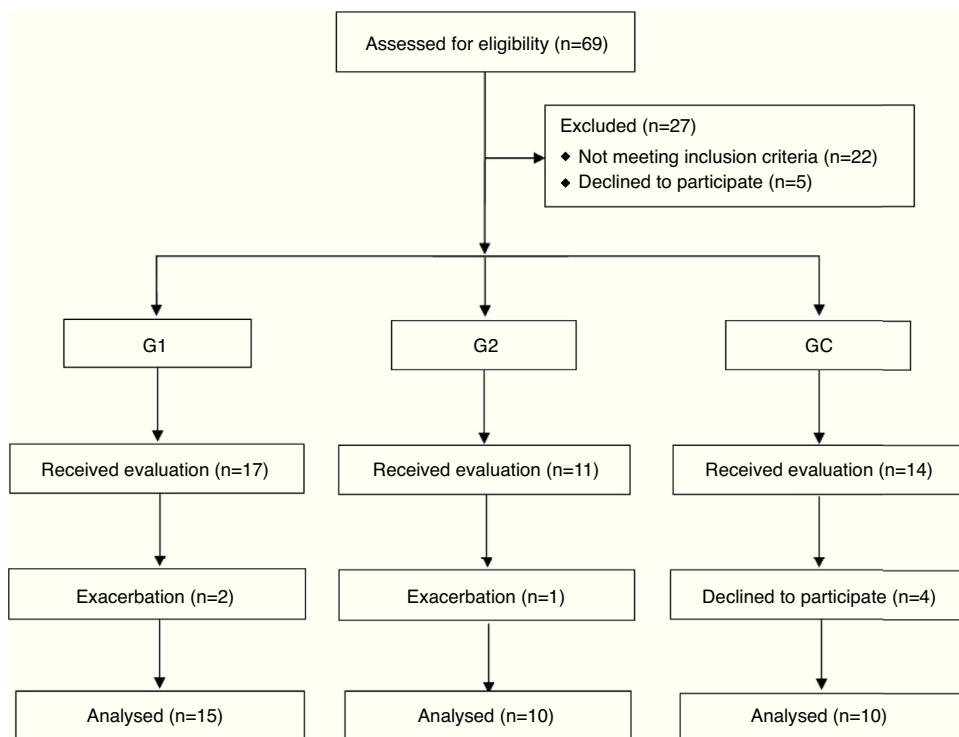 Assessed for eligibility (n=69)
Excluded (n=27)
◆ Not meeting inclusion criteria (n=22)
◆ Declined to participate (n=5)
G1
G2
GC
Received evaluation (n=17)
Received evaluation (n=11)
Received evaluation (n=14)
Exacerbation (n=2)
Exacerbation (n=1)
Declined to participate (n=4)
Analysed (n=15)
Analysed (n=10)
Analysed (n=10)